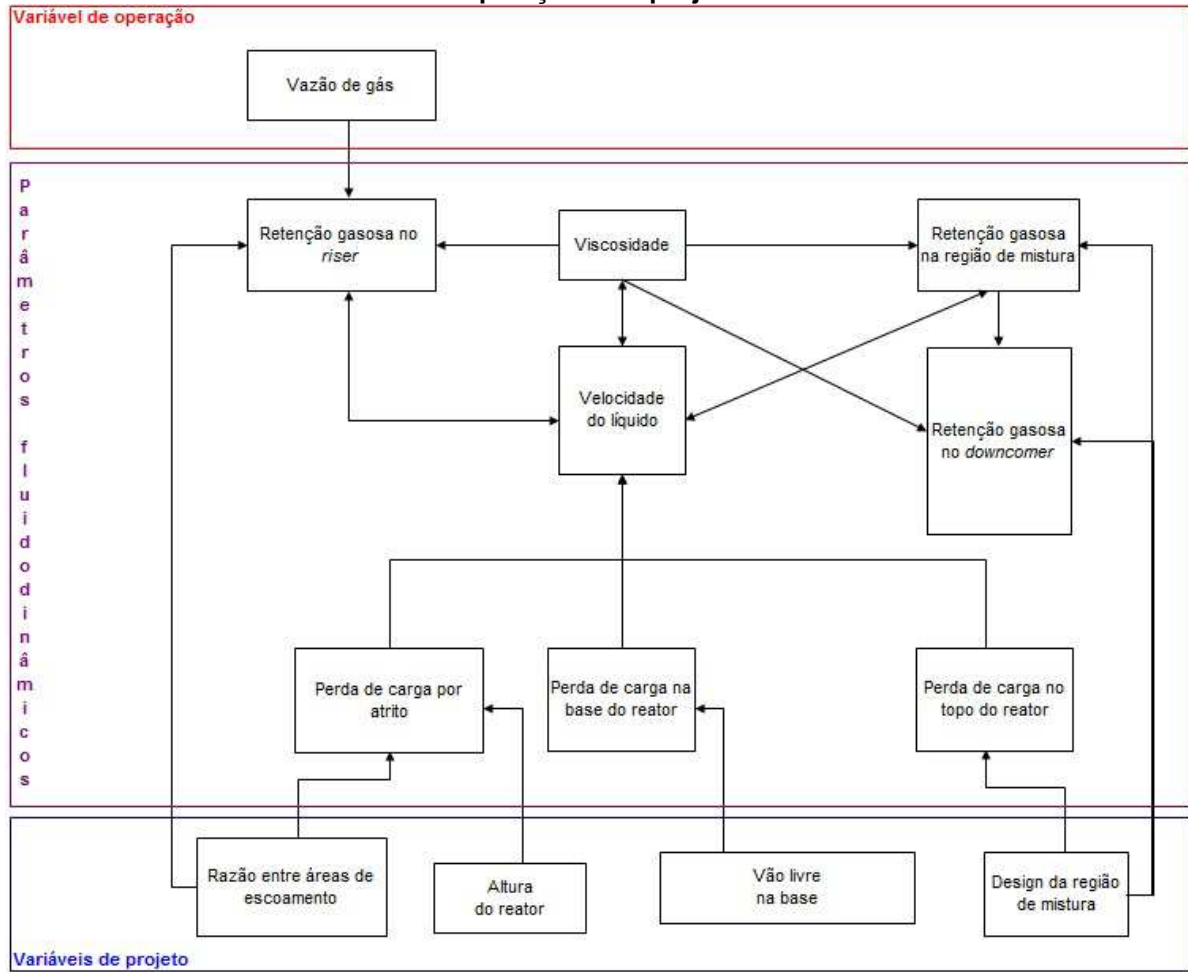 Variável de operação
Vazão de gás
Parâmetros fluidodinâmicos
Retenção gasosa no
riser
Viscosidade
Retenção gasosa
na região de mistura
Velocidade
do líquido
Retenção gasosa
no downcomer
Perda de carga por
atrito
Perda de carga na
base do reator
Perda de carga no
topo do reator
Razão entre áreas de
escoamento
Altura
do reator
Vão livre
na base
Design da região
de mistura
Variáveis de projeto